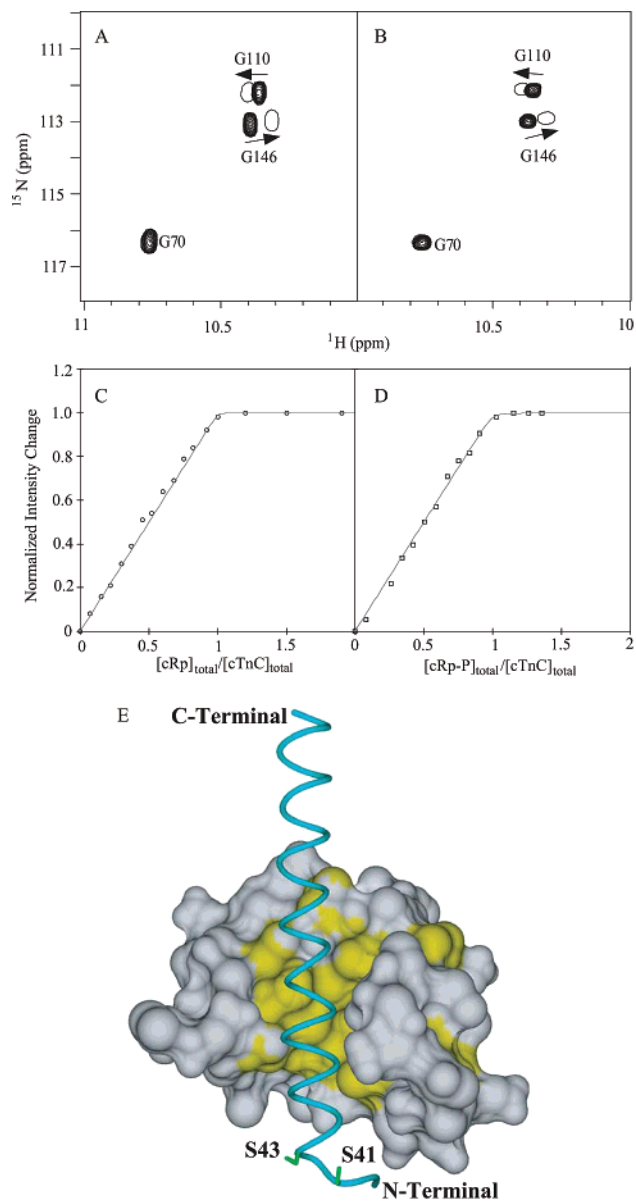 A
B
G110
G110
G146
G146
G70
G70
111
113
115
117
¹⁵N (ppm)
11
10.5
10.5
10
¹H (ppm)
C
D
1.2
1.0
0.8
0.6
0.4
0.2
0
Normalized Intensity Change
0
0.5
1
1.5
0
0.5
1
1.5
2
[cRp]total/[cTnC]total
[cRp-P]total/[cTnC]total
E
C-Terminal
S43
S41
N-Terminal